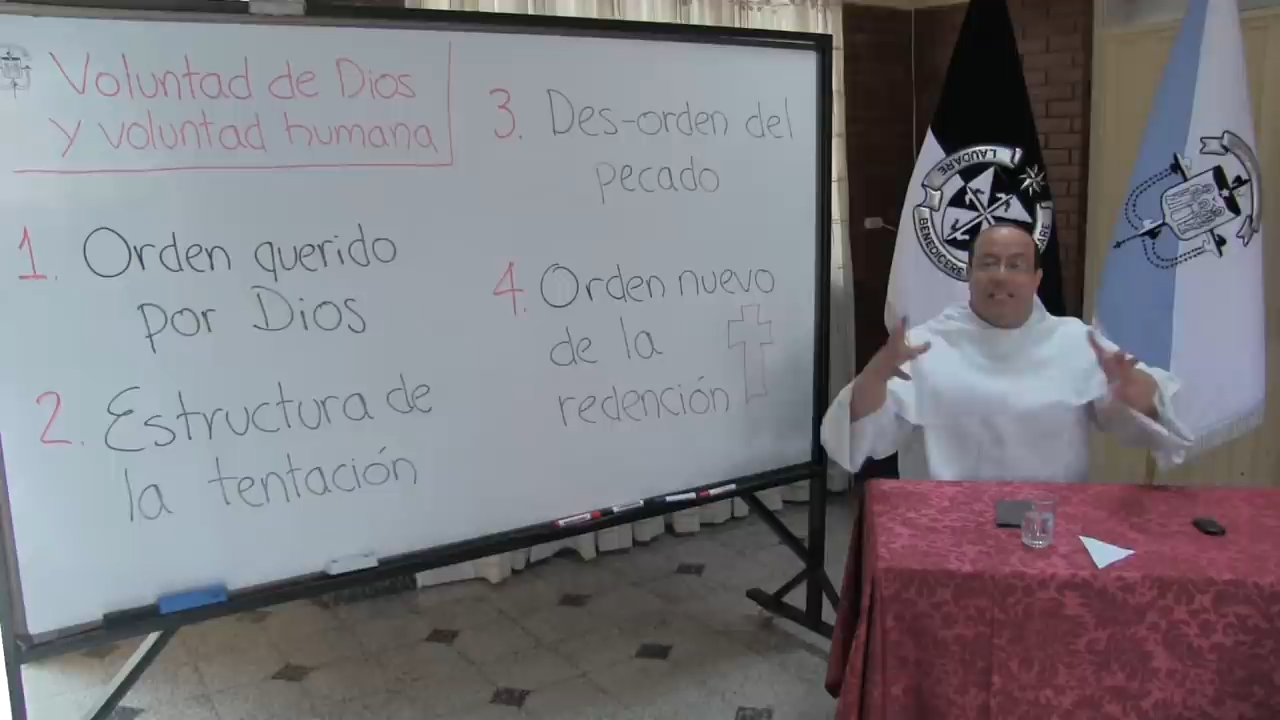 Voluntad de Dios
y voluntad humana
1. Orden querido
por Dios
2. Estructura de
la tentación
3. Des-orden del
pecado
4. Orden nuevo
de la
redención
LAUDARE
BENEDICERE